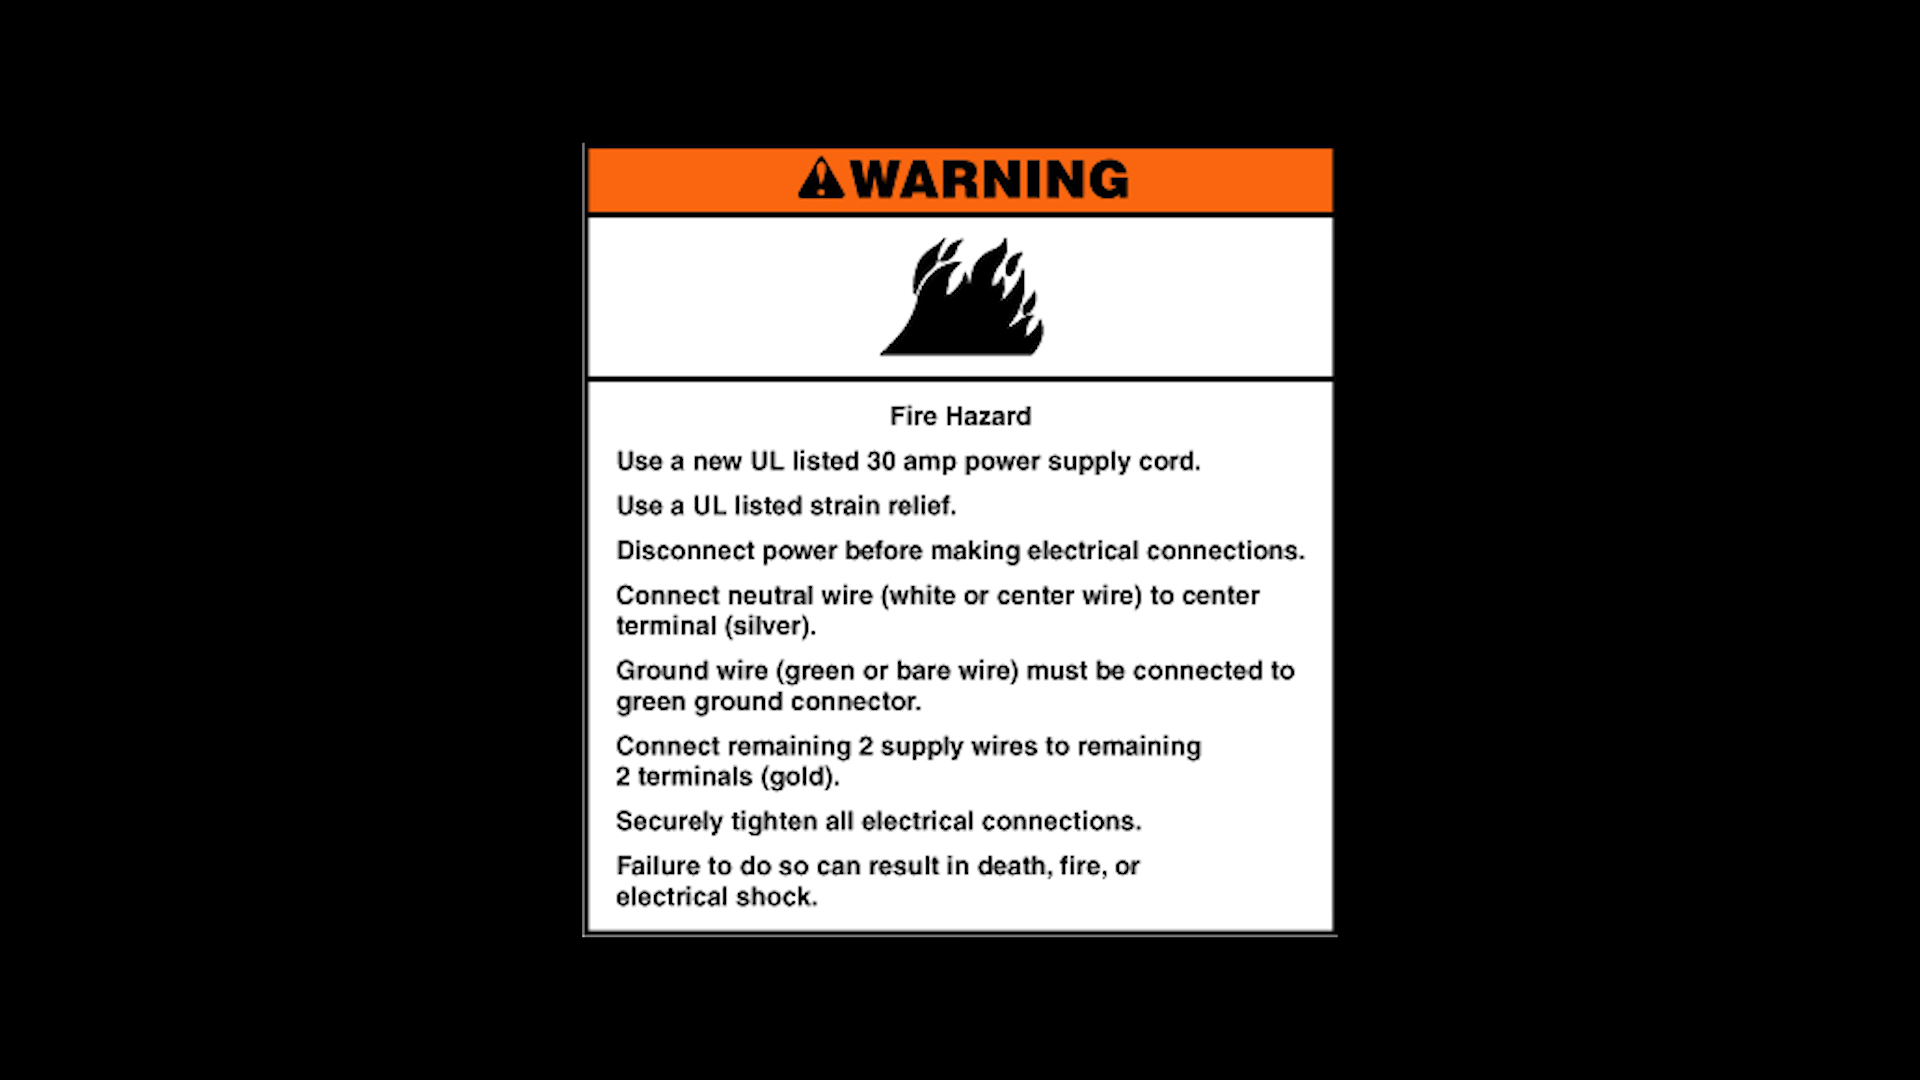 WARNING
Fire Hazard
Use a new UL listed 30 amp power supply cord.
Use a UL listed strain relief.
Disconnect power before making electrical connections.
Connect neutral wire (white or center wire) to center
terminal (silver).
Ground wire (green or bare wire) must be connected to
green ground connector.
Connect remaining 2 supply wires to remaining
2 terminals (gold).
Securely tighten all electrical connections.
Failure to do so can result in death, fire, or
electrical shock.